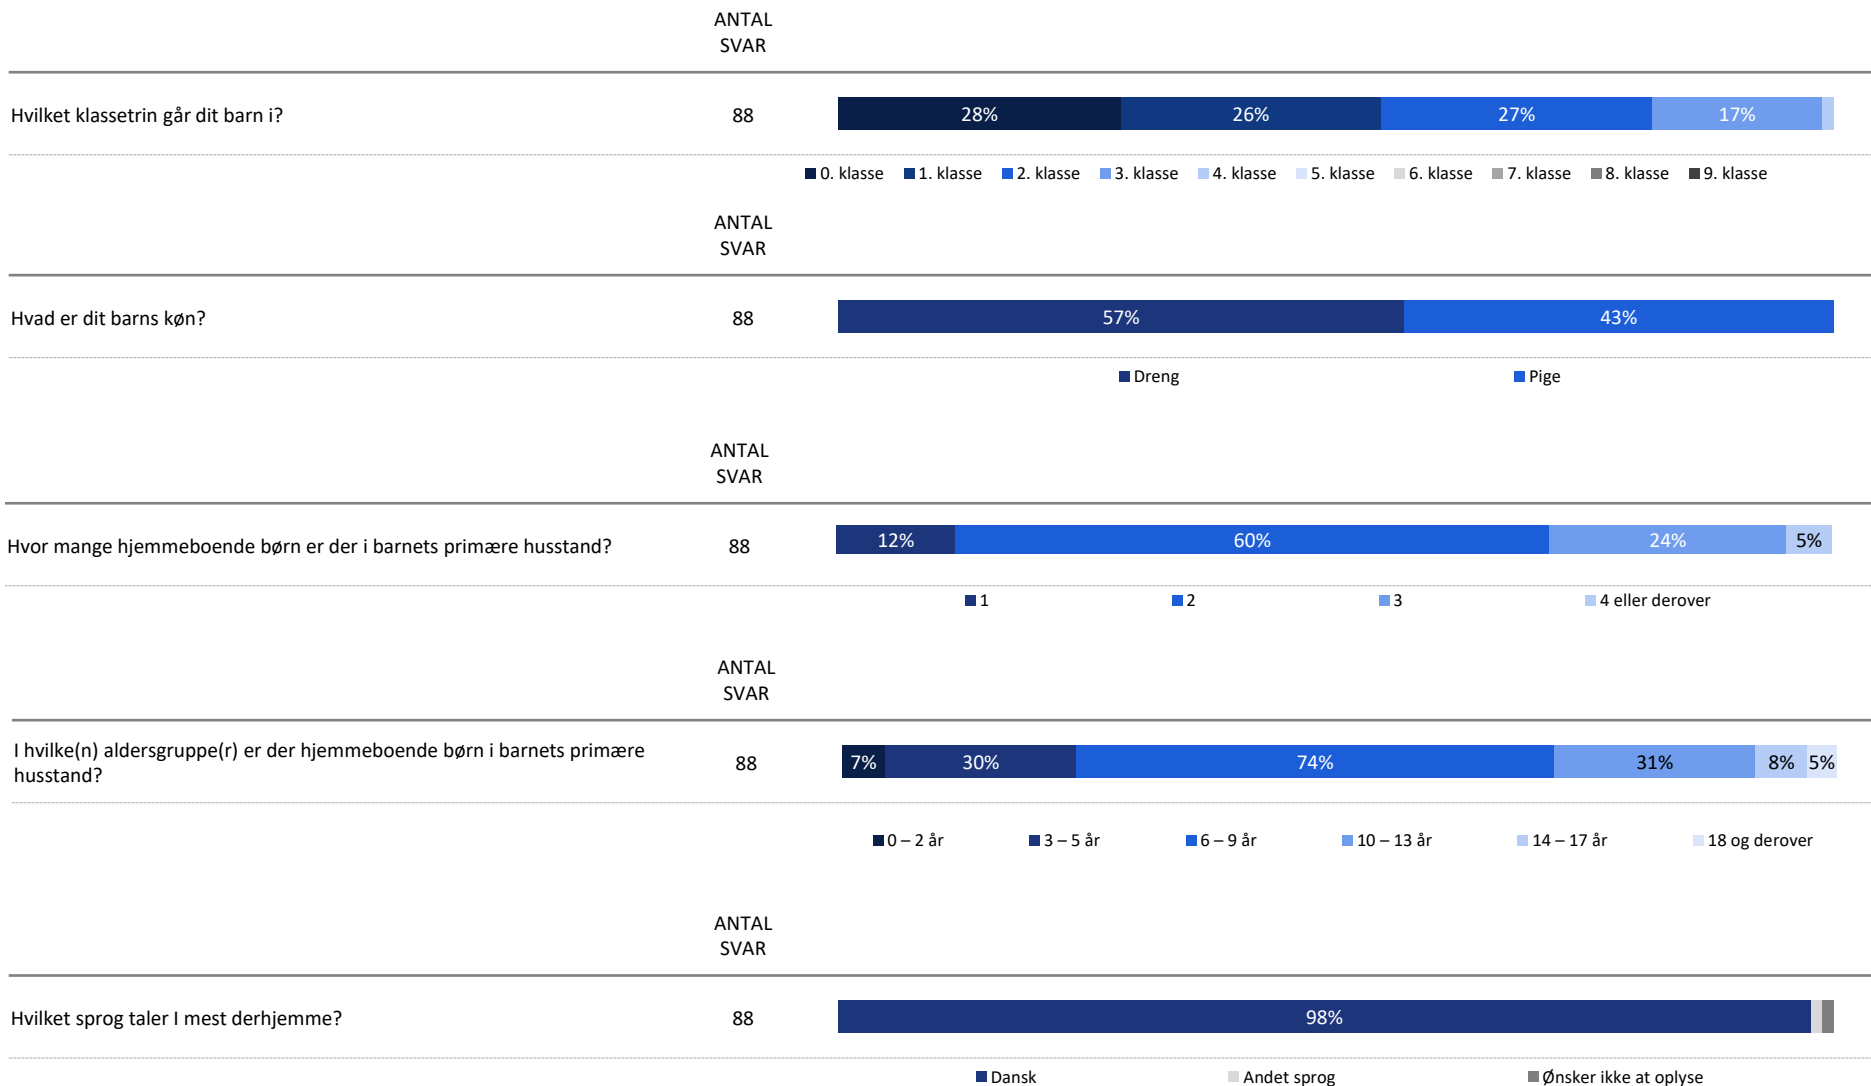 ANTAL
SVAR
Hvilket klassetrin går dit barn i?
88
28%
26%
27%
17%
0. klasse
1. klasse
2. klasse
3. klasse
4. klasse
5. klasse
6. klasse
7. klasse
8. klasse
9. klasse
ANTAL
SVAR
Hvad er dit barns køn?
88
57%
43%
Dreng
Pige
ANTAL
SVAR
Hvor mange hjemmeboende børn er der i barnets primære husstand?
88
12%
60%
24%
5%
1
2
3
4 eller derover
ANTAL
SVAR
I hvilke(n) aldersgruppe(r) er der hjemmeboende børn i barnets primære
husstand?
88
7%
30%
74%
31%
8%
5%
0 – 2 år
3 – 5 år
6 – 9 år
10 – 13 år
14 – 17 år
18 og derover
ANTAL
SVAR
Hvilket sprog taler I mest derhjemme?
88
98%
Dansk
Andet sprog
Ønsker ikke at oplyse